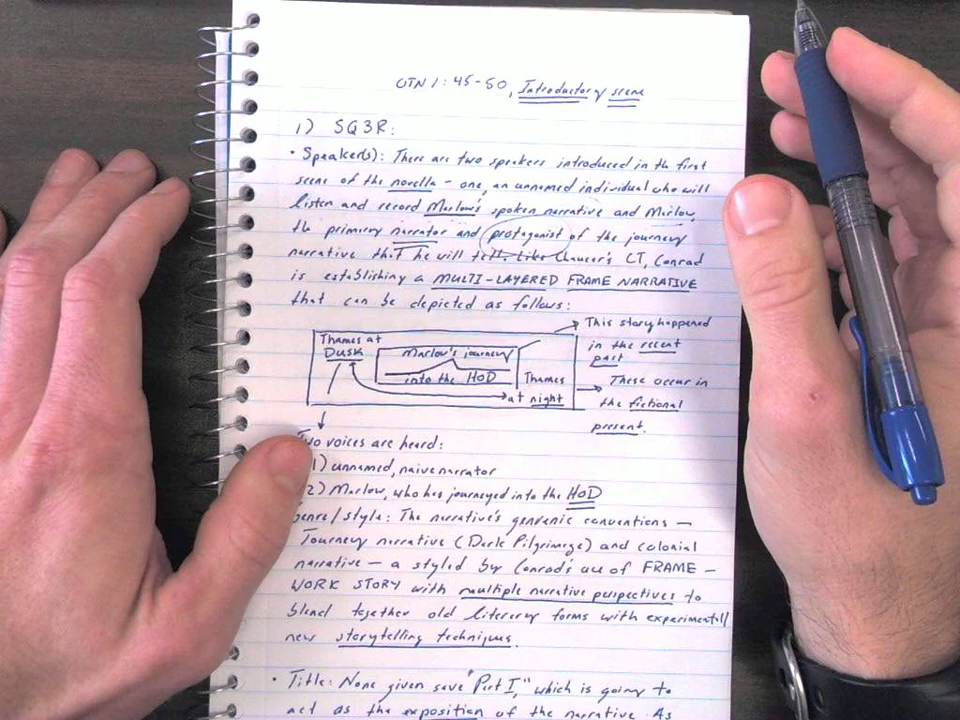 OTN 1: 45-50, Introductory scene
1) SQ3R:
• Speaker(s): There are two speakers introduced in th first
scene of the novella – one, an unnamed individual who will
listen and record Marlow's spoken narrative and Marlow,
th primary narrator and protagonist of the journey
narrative that he will tell. Like Chaucer's CT, Conrad
is establishing a MULTI-LAYERED FRAME NARRATIVE
that can be depicted as follows:
Thames at
Dusk
Marlow's journey
into the HoD
Thames
at night
This story happened
in the recent
past
These occur in
the fictional
present.
Two voices are heard:
1) unnamed, naive narrator
2) Marlow, who has journeyed into the HoD
genre/style: The narrative's generic conventions –
Journey narrative (Dark Pilgrimage) and colonial
narrative – a styled by Conrad's use of FRAME –
WORK STORY with multiple narrative perspectives to
blend together old literary forms with experimental/
new storytelling techniques.
• Title: None given save "Part I," which is going to
act as the exposition of the narrative. As